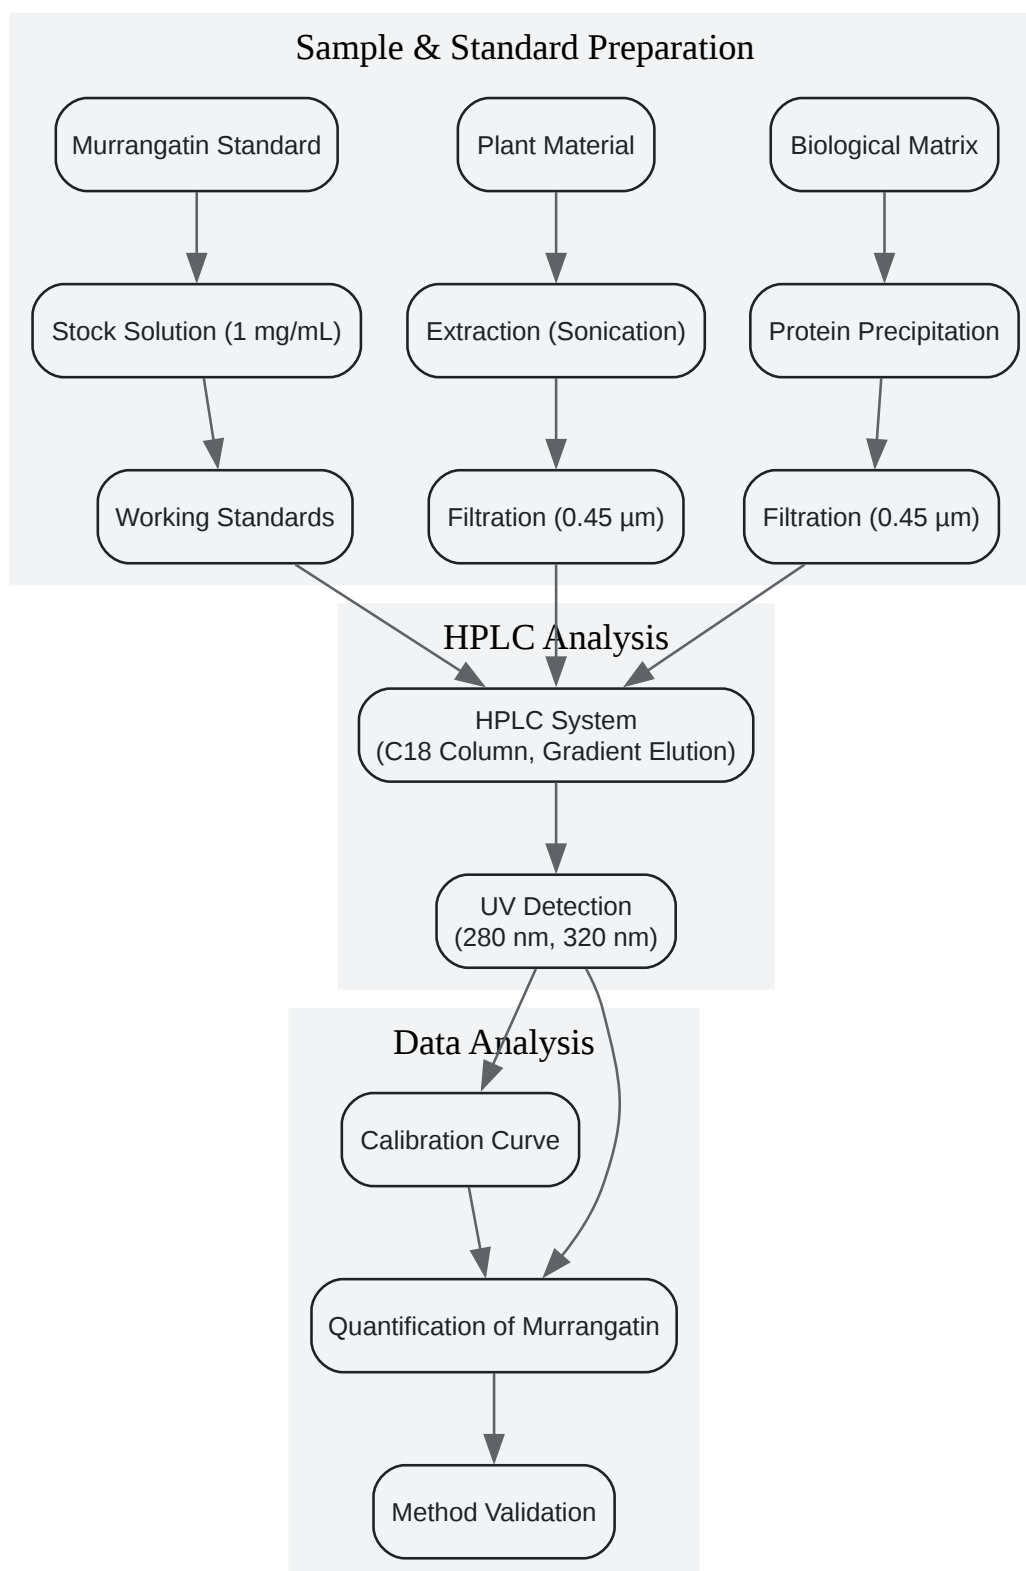 Sample & Standard Preparation
Murrangatin Standard
Plant Material
Biological Matrix
Stock Solution (1 mg/mL)
Extraction (Sonication)
Protein Precipitation
Working Standards
Filtration (0.45 µm)
Filtration (0.45 µm)
HPLC Analysis
HPLC System
(C18 Column, Gradient Elution)
UV Detection
(280 nm, 320 nm)
Data Analysis
Calibration Curve
Quantification of Murrangatin
Method Validation